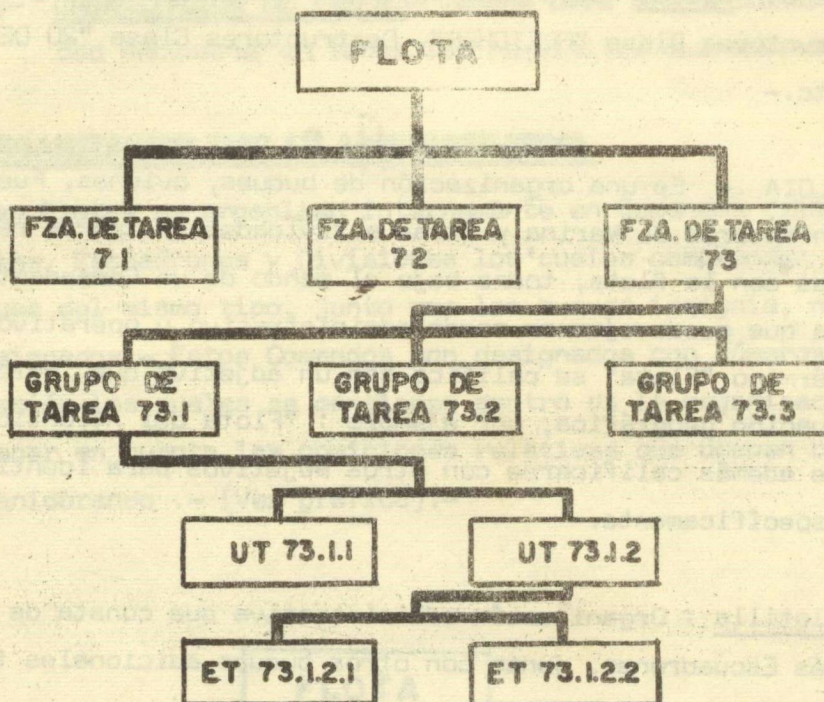 FLOTA
FZA. DE TAREA
71
FZA. DE TAREA
72
FZA. DE TAREA
73
GRUPO DE
TAREA 73.1
GRUPO DE
TAREA 73.2
GRUPO DE
TAREA 73.3
UT 73.1.1
UT 73.1.2
ET 73.1.2.1
ET 73.1.2.2